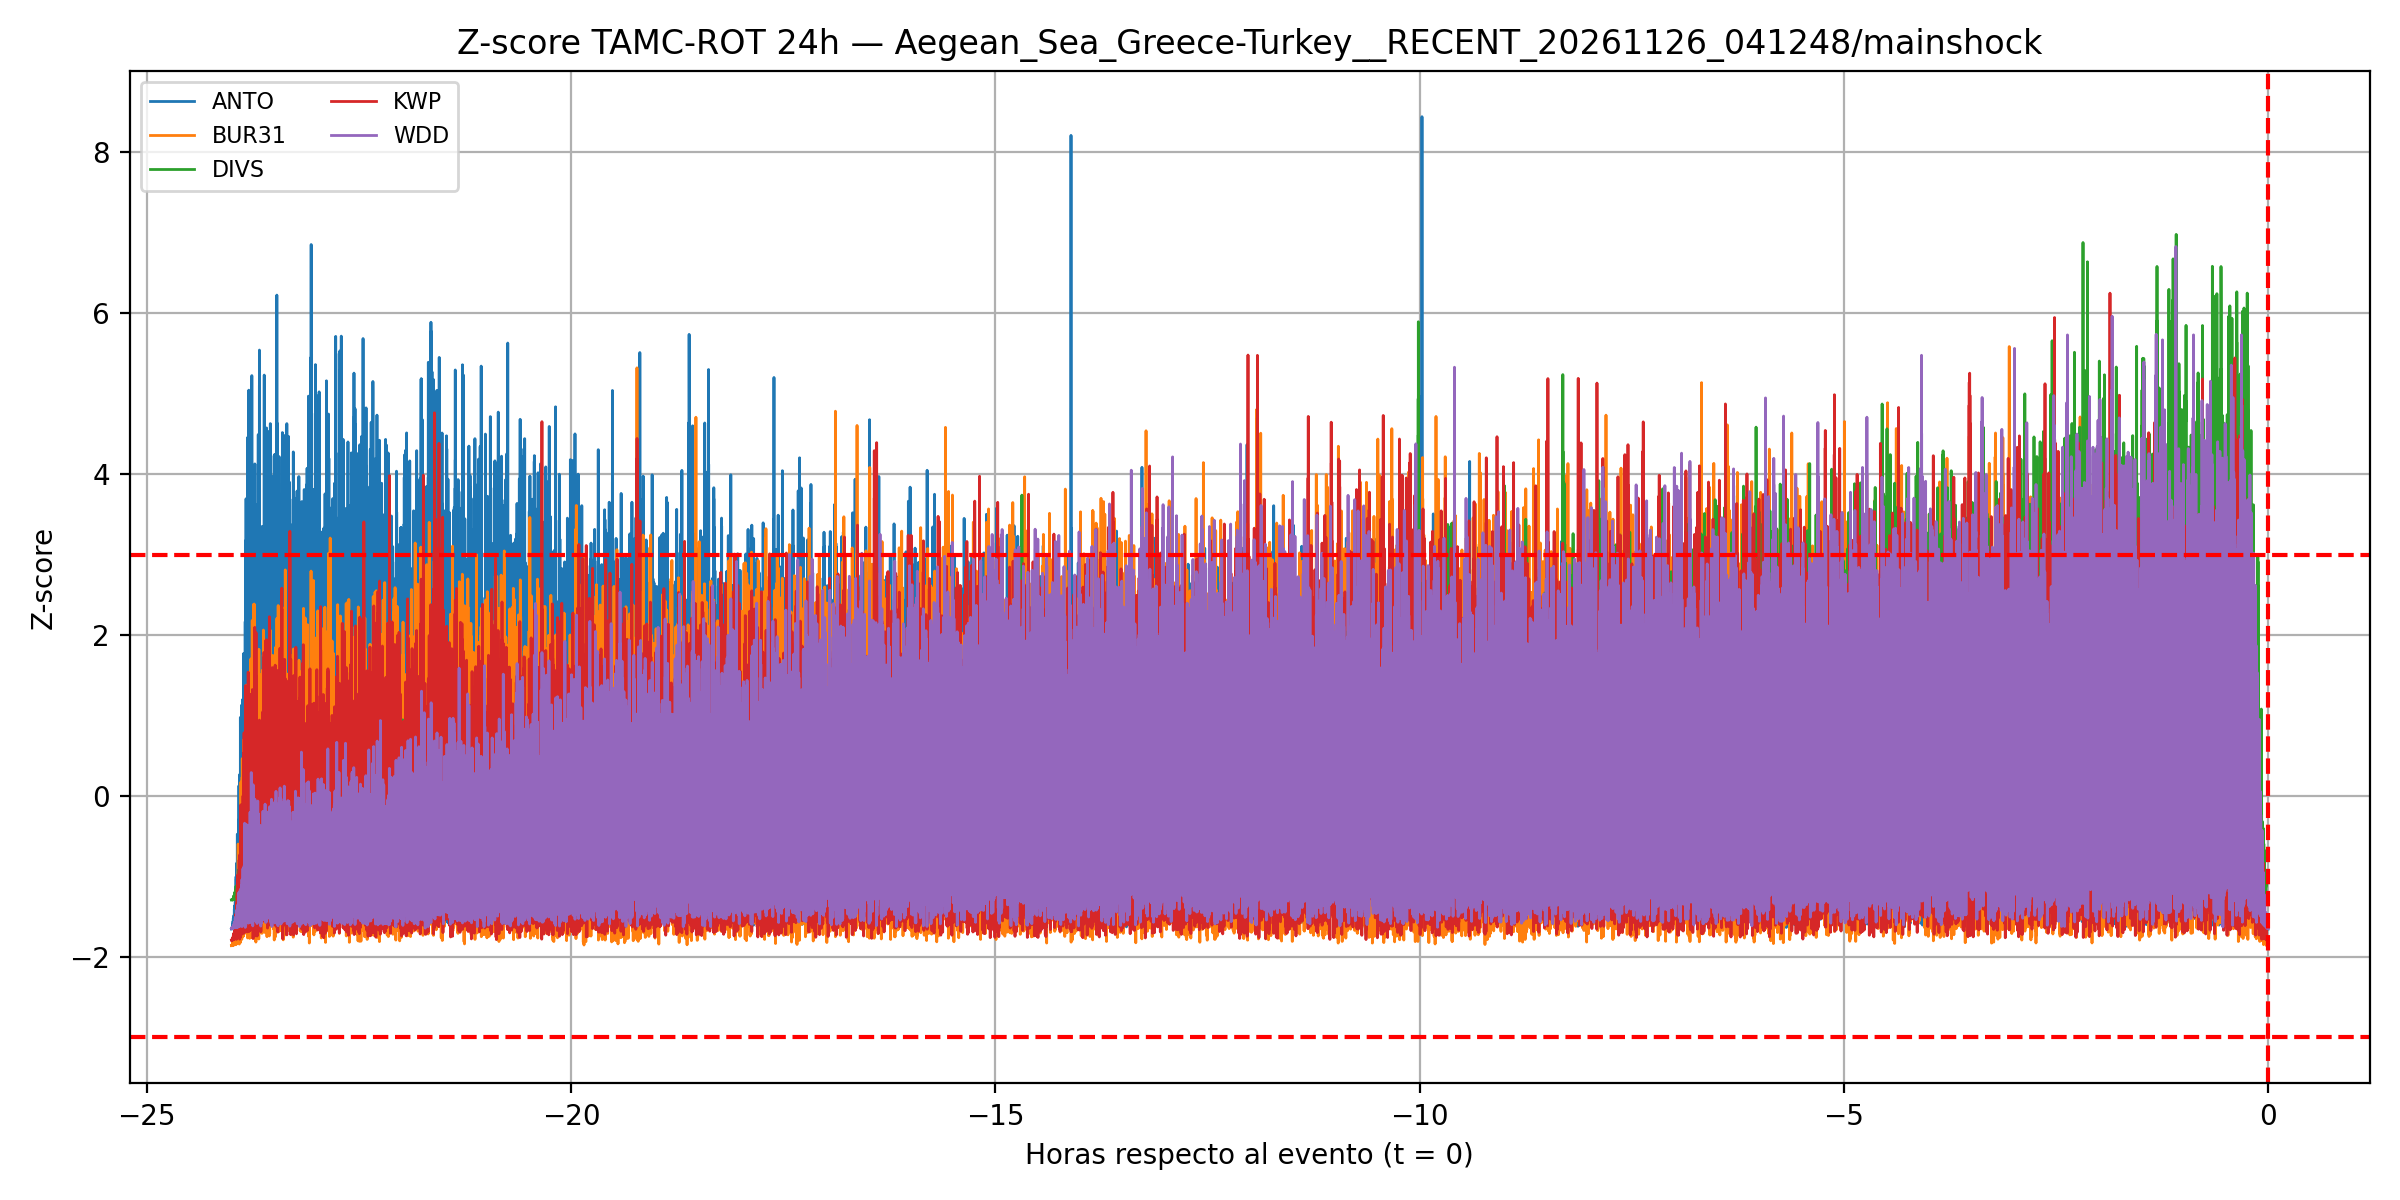 Z-score TAMC-ROT 24h — Aegean_Sea_Greece-Turkey__RECENT_20261126_041248/mainshock
ANTO
BUR31
DIVS
KWP
WDD
Z-score
8
6
4
2
0
−2
−25
−20
−15
−10
−5
0
Horas respecto al evento (t = 0)